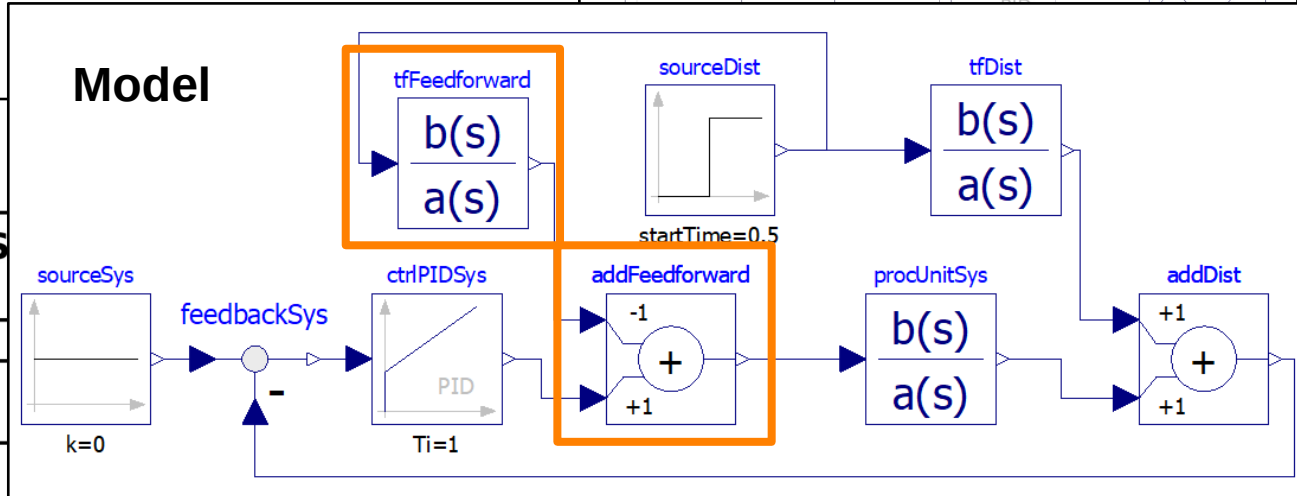 Model
tfFeedforward
b(s)
a(s)
sourceDist
startTime=0.5
tfDist
b(s)
a(s)
sourceSys
k=0
feedbackSys
-
ctrlPIDSys
PID
Ti=1
addFeedforward
-1
+
+1
procUnitSys
b(s)
a(s)
addDist
+1
+
+1